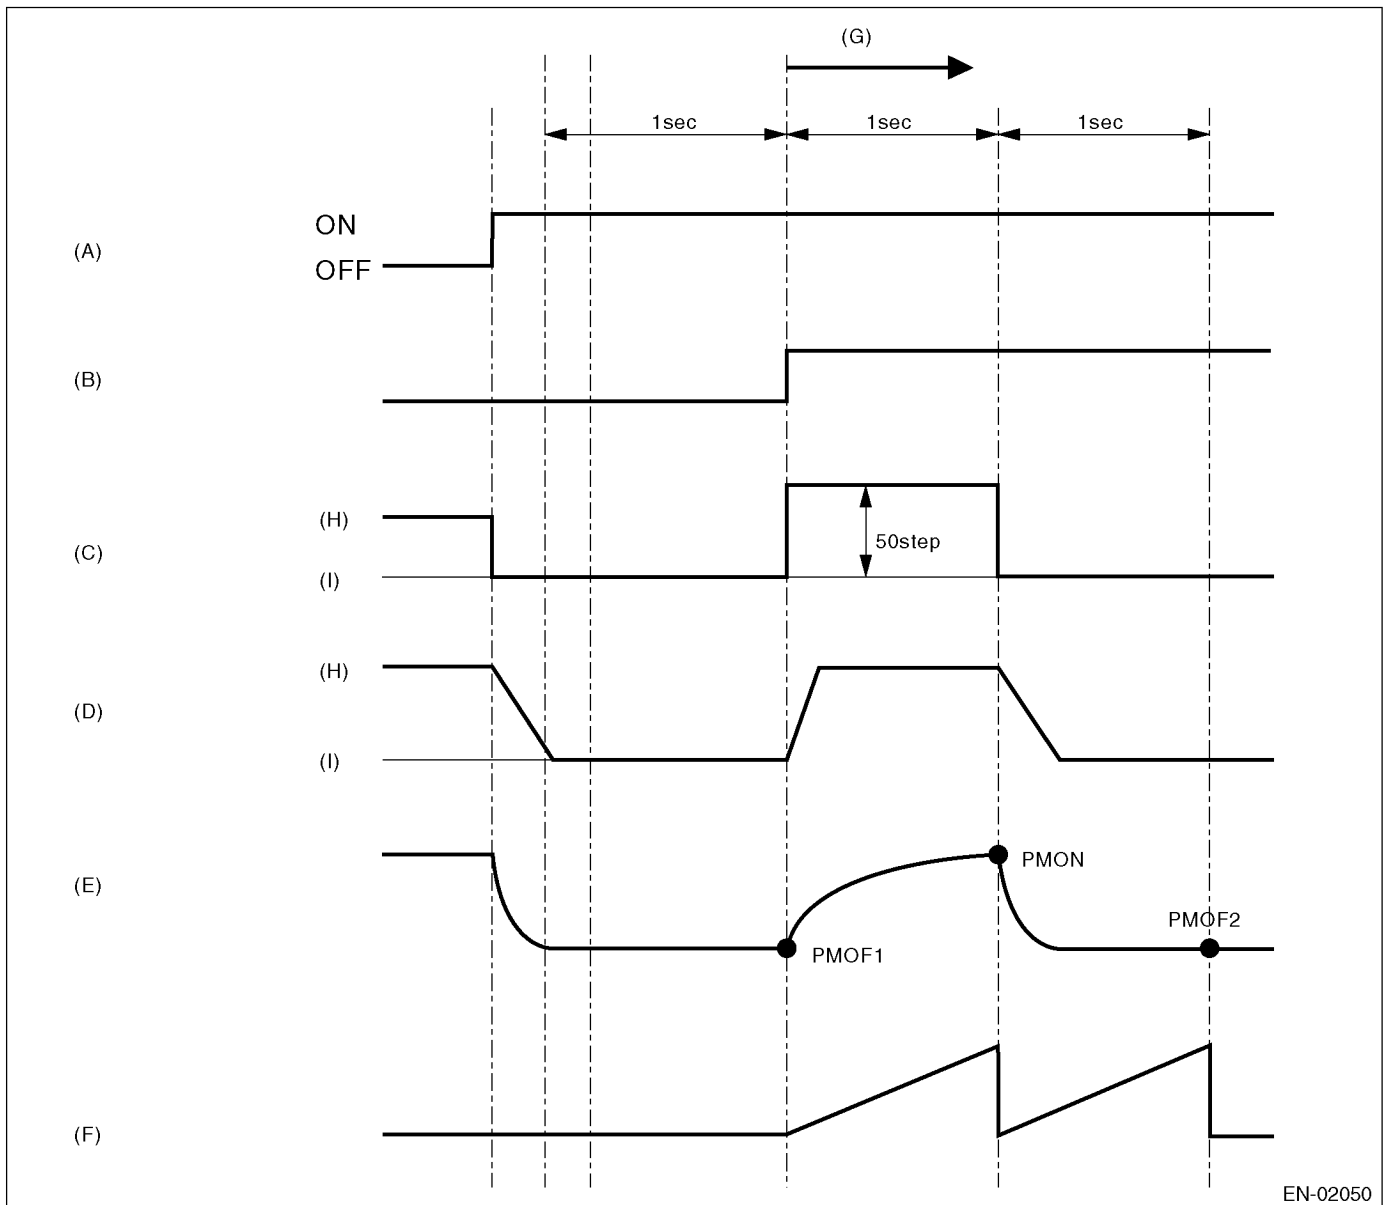 (G)
1sec 1sec 1sec
ON
(A)
OFF
(B)
(H)
50step
(C)
(I)
(H)
(D)
(I)
PMON
(E)
PMOF2
PMOF1
(F)
EN-02050